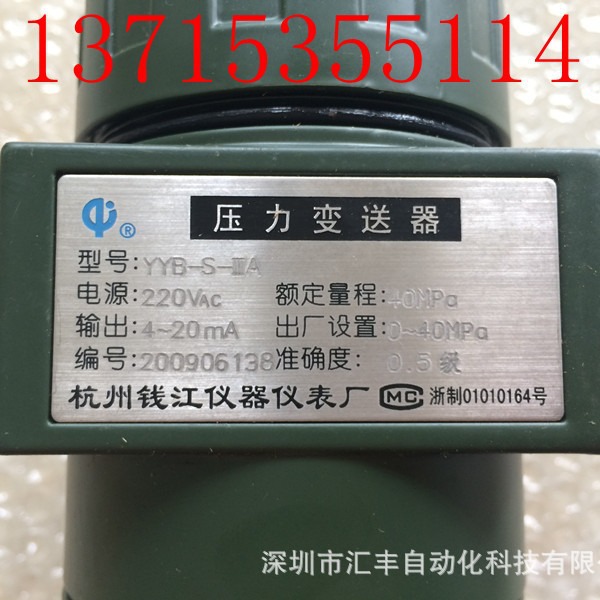 13715355114
压力变送器
型号:YYB-S-ⅢA
电源:220VAC 额定量程:40MPa
输出:4~20mA 出厂设置:0~40MPa
编号:200906138 准确度:0.5级
杭州钱江仪器仪表厂 MC 浙制01010164号
深圳市汇丰自动化科技有限